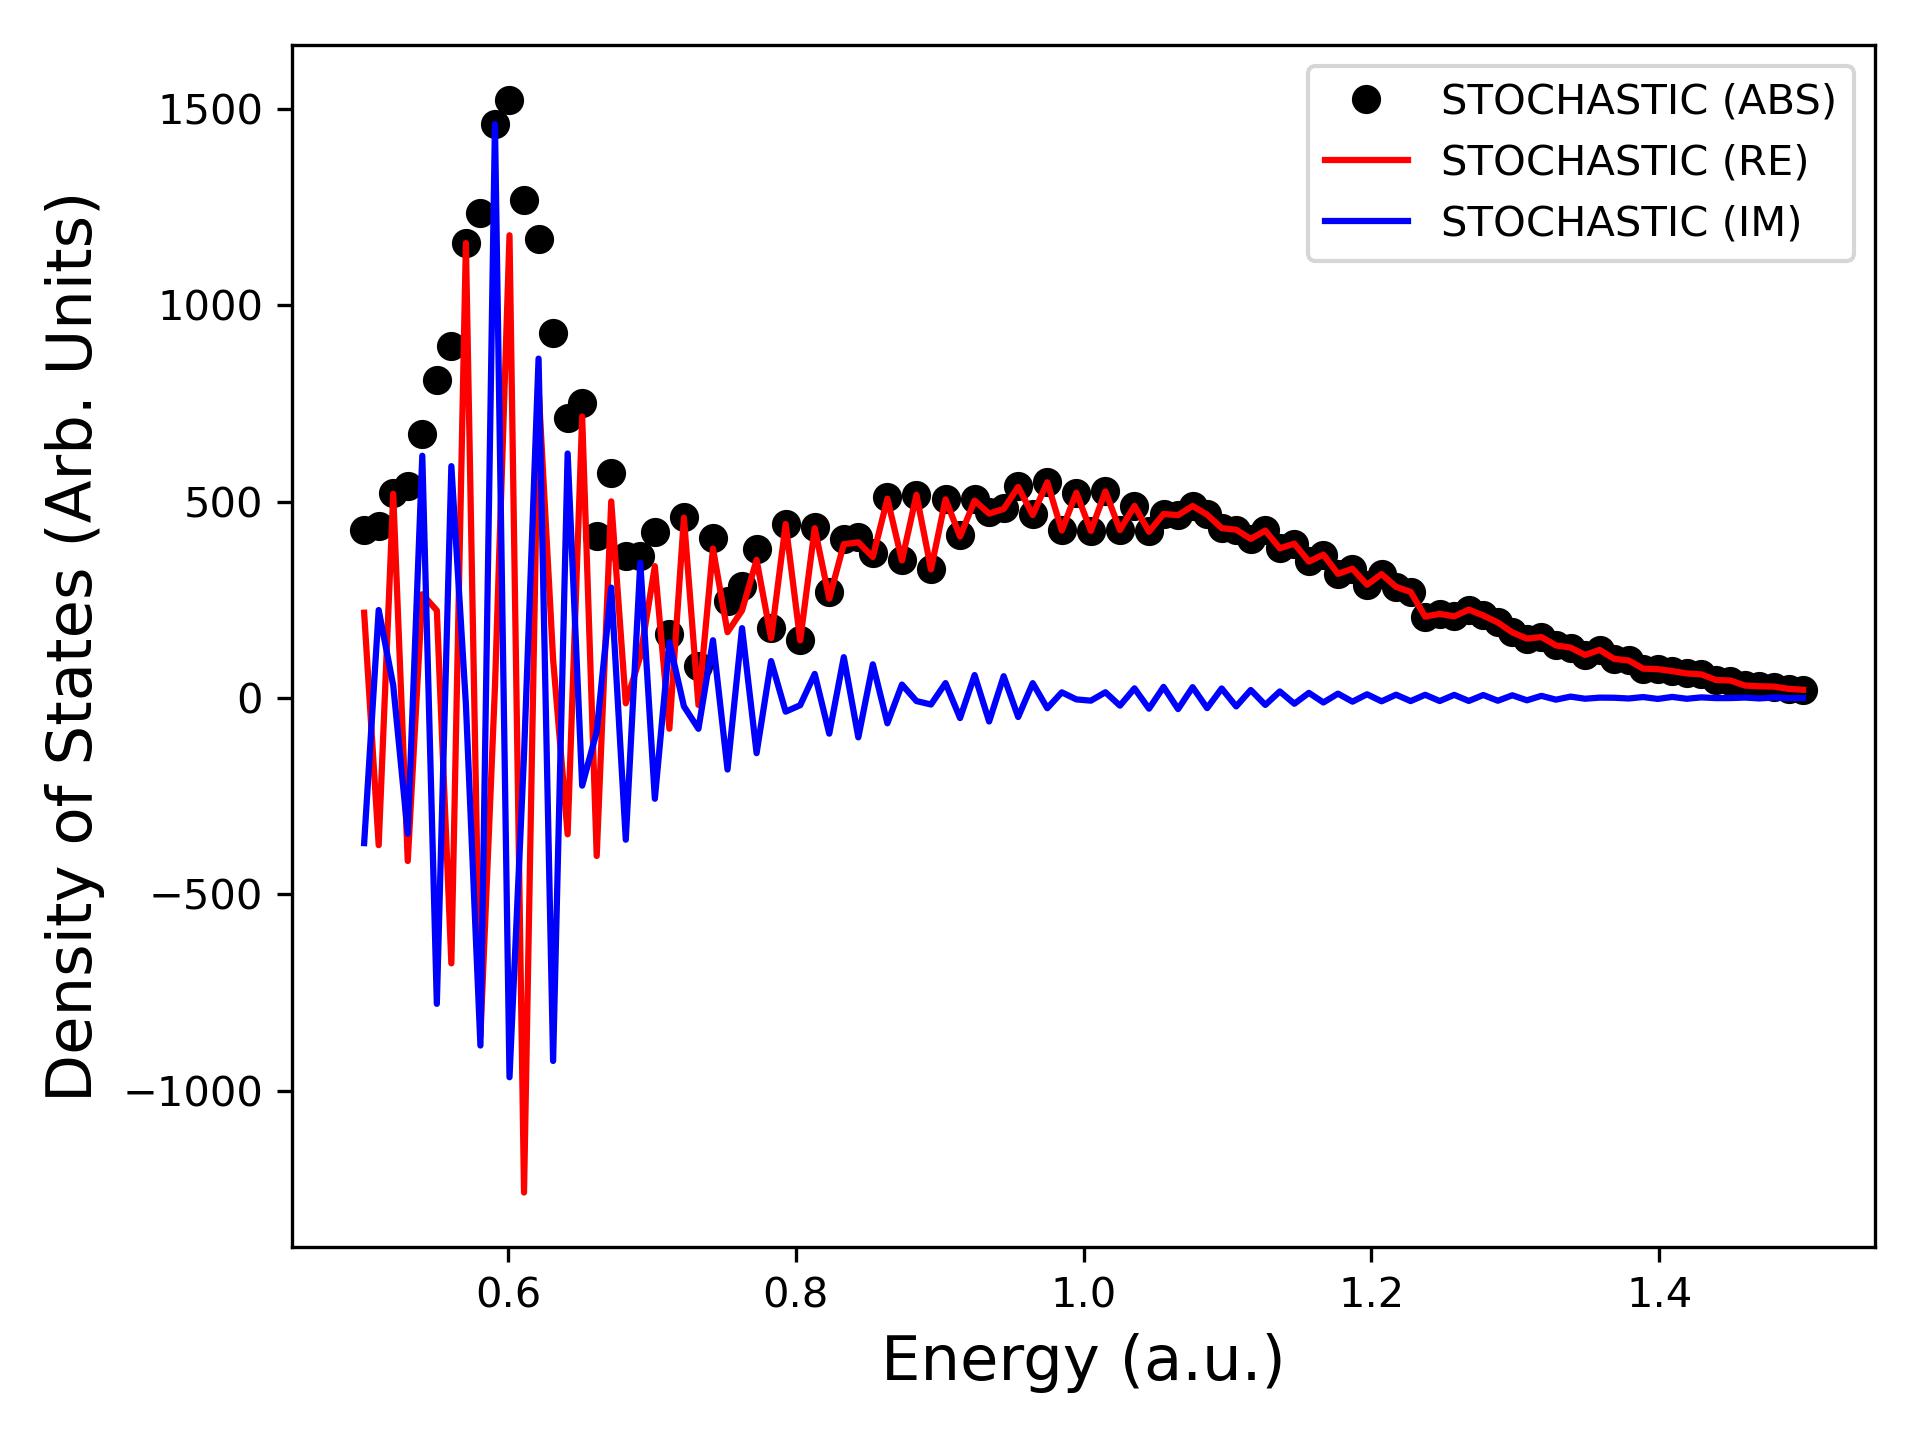 STOCHASTIC (ABS)
STOCHASTIC (RE)
STOCHASTIC (IM)
Density of States (Arb. Units)
1500
1000
500
0
−500
−1000
0.6 0.8 1.0 1.2 1.4
Energy (a.u.)